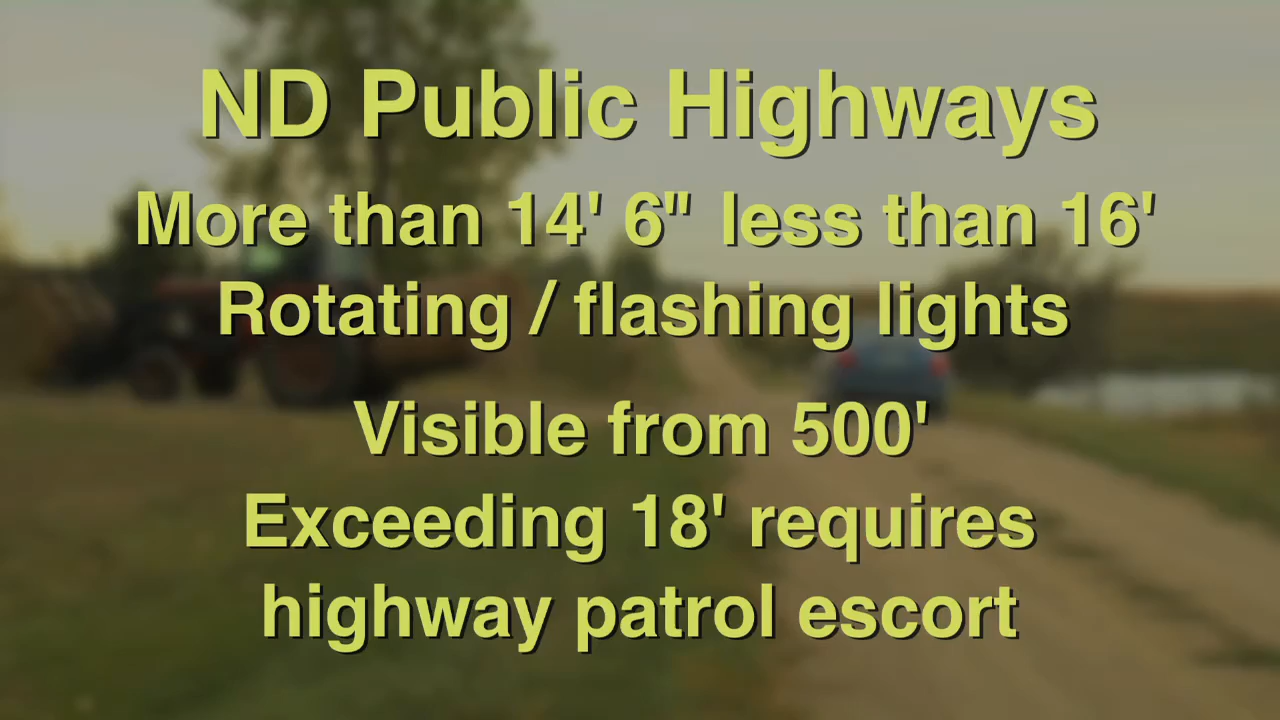 ND Public Highways
More than 14' 6" less than 16'
Rotating / flashing lights
Visible from 500'
Exceeding 18' requires
highway patrol escort